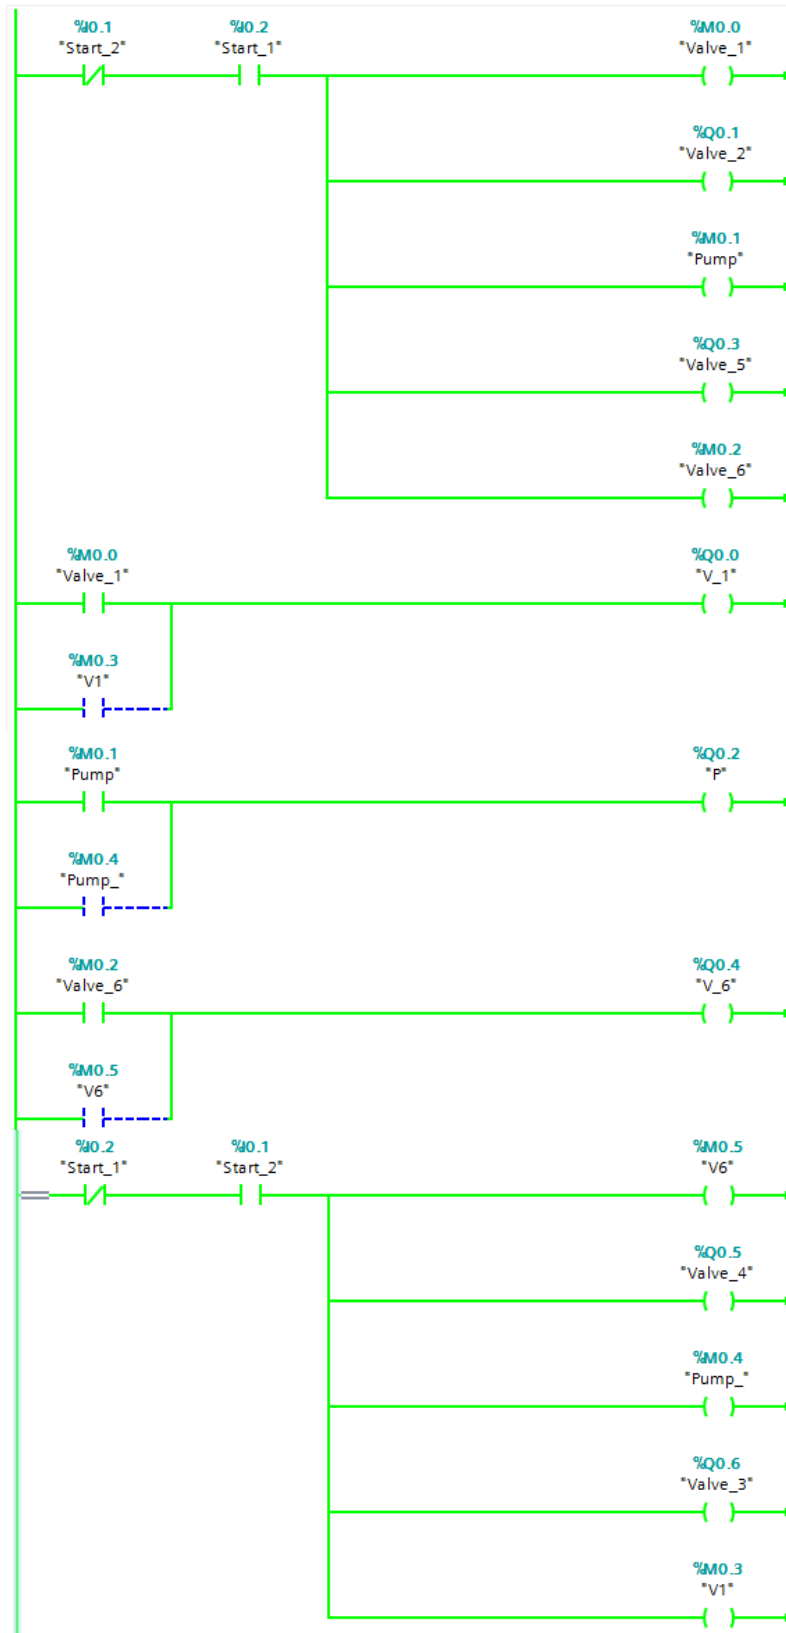 %I0.1 %I0.2 %M0.0
"Start_2" "Start_1" "Valve_1"
%Q0.1
"Valve_2"
%M0.1
"Pump"
%Q0.3
"Valve_5"
%M0.2
"Valve_6"
%M0.0 %Q0.0
"Valve_1" "V_1"
%M0.3
"V1"
%M0.1 %Q0.2
"Pump" "P"
%M0.4
"Pump_"
%M0.2 %Q0.4
"Valve_6" "V_6"
%M0.5
"V6"
%I0.2 %I0.1 %M0.5
"Start_1" "Start_2" "V6"
%Q0.5
"Valve_4"
%M0.4
"Pump_"
%Q0.6
"Valve_3"
%M0.3
"V1"